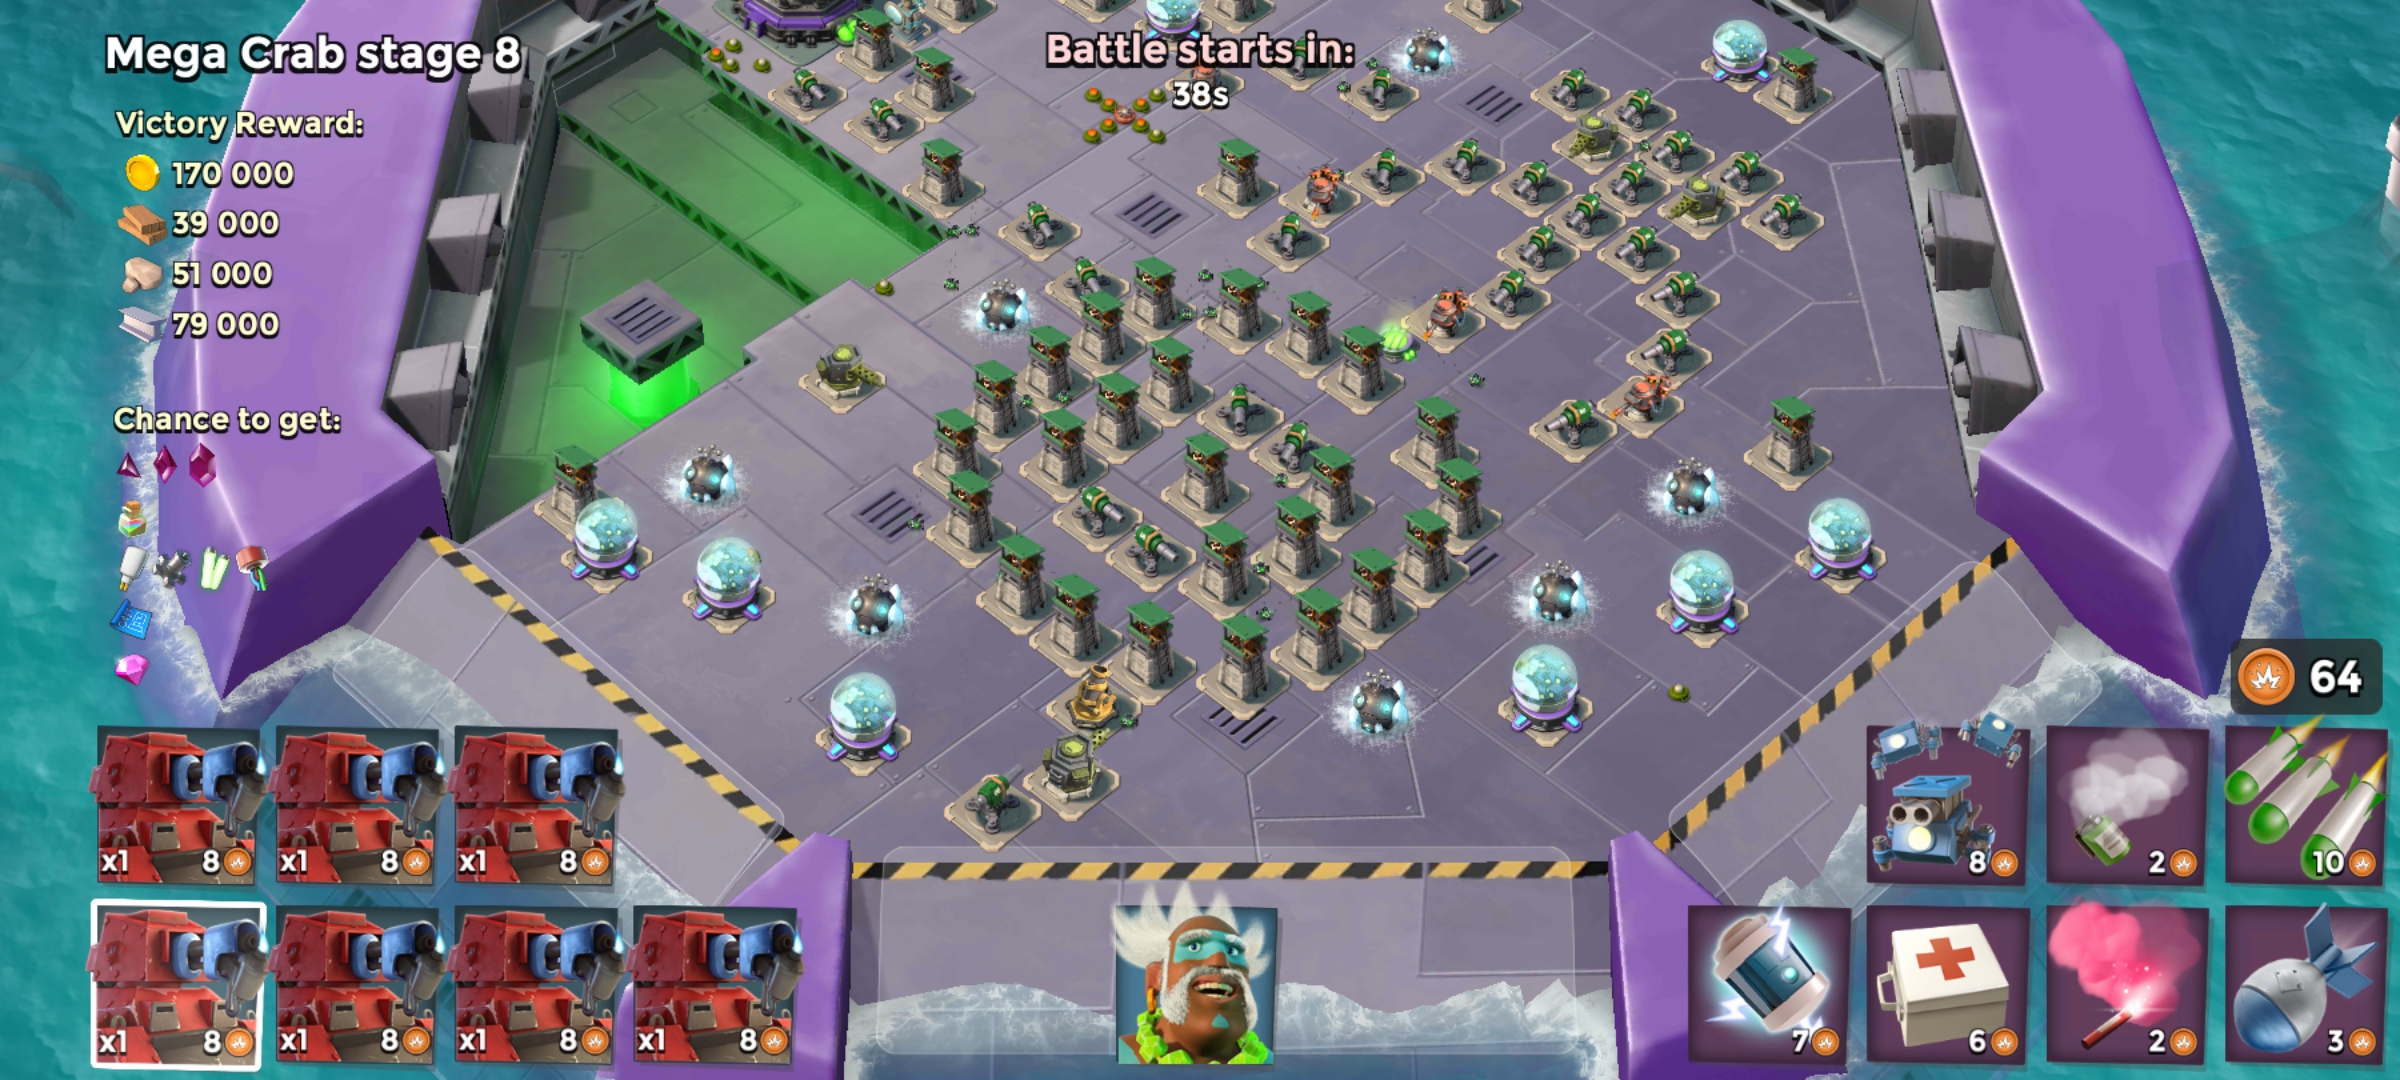 Mega Crab stage 8
Battle starts in:
38s
Victory Reward:
170 000
39 000
51 000
79 000
Chance to get:
64
x1 8
x1 8
x1 8
8
2
10
x1 8
x1 8
x1 8
x1 8
7
6
2
3